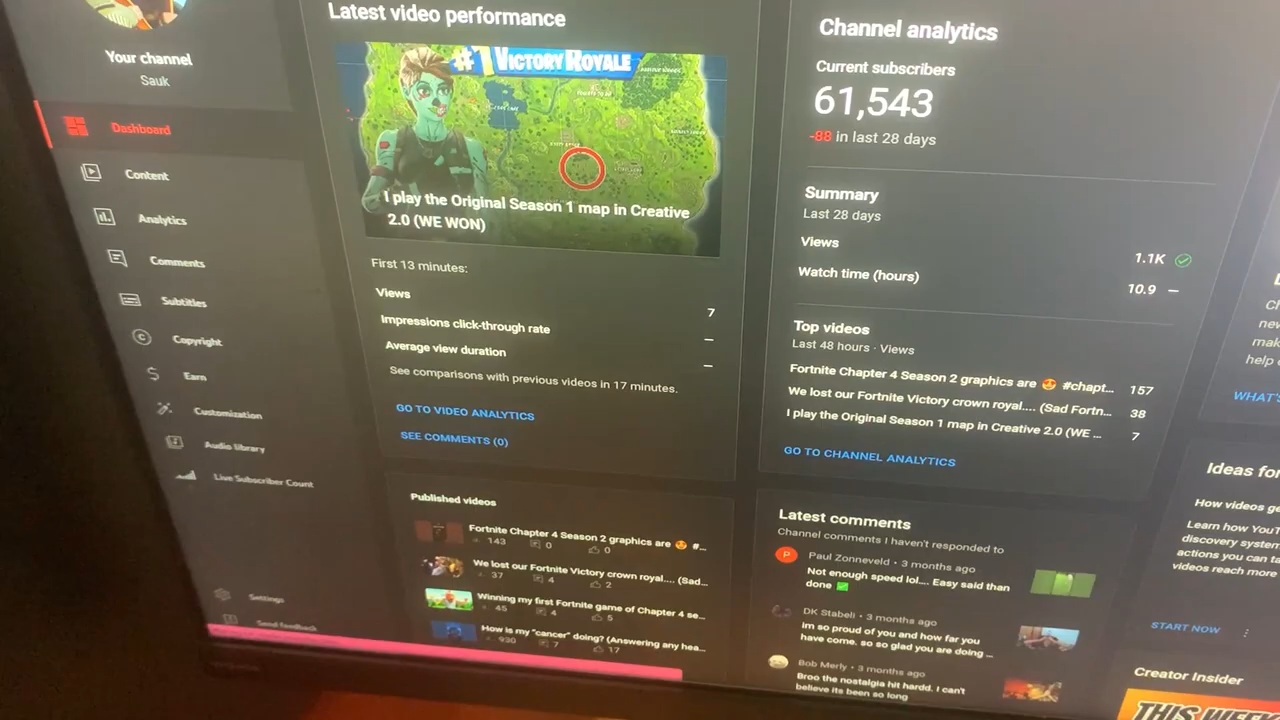 Your channel
Sauk
Dashboard
Content
Analytics
Comments
Subtitles
Copyright
Earn
Customization
Audio library
Live Subscriber Count
Settings
Send feedback
Latest video performance
#1 VICTORY ROYALE
I play the Original Season 1 map in Creative
2.0 (WE WON)
First 13 minutes:
Views 7
Impressions click-through rate —
Average view duration —
See comparisons with previous videos in 17 minutes.
GO TO VIDEO ANALYTICS
SEE COMMENTS (0)
Published videos
Fortnite Chapter 4 Season 2 graphics are 😍 #...
143 0 0
We lost our Fortnite Victory crown royal.... (Sad...
37 4 2
Winning my first Fortnite game of Chapter 4 se...
45 4 5
How is my "cancer" doing? (Answering any hea...
930 7 17
Channel analytics
Current subscribers
61,543
-88 in last 28 days
Summary
Last 28 days
Views 1.1K
Watch time (hours) 10.9 —
Top videos
Last 48 hours · Views
Fortnite Chapter 4 Season 2 graphics are 😍 #chapt... 157
We lost our Fortnite Victory crown royal.... (Sad Fortn... 38
I play the Original Season 1 map in Creative 2.0 (WE ... 7
GO TO CHANNEL ANALYTICS
Latest comments
Channel comments I haven't responded to
P
Paul Zonneveld • 3 months ago
Not enough speed lol.... Easy said than
done ✅
DK Stabell • 3 months ago
Im so proud of you and how far you
have come. so so glad you are doing ...
Bob Merly • 3 months ago
Broo the nostalgia hit hardd. I can't
believe its been so long
new
mak
help
WHAT'S
Ideas for
How videos ge
Learn how YouT
discovery system
actions you can ta
videos reach more
START NOW
Creator Insider
THIS WEEK